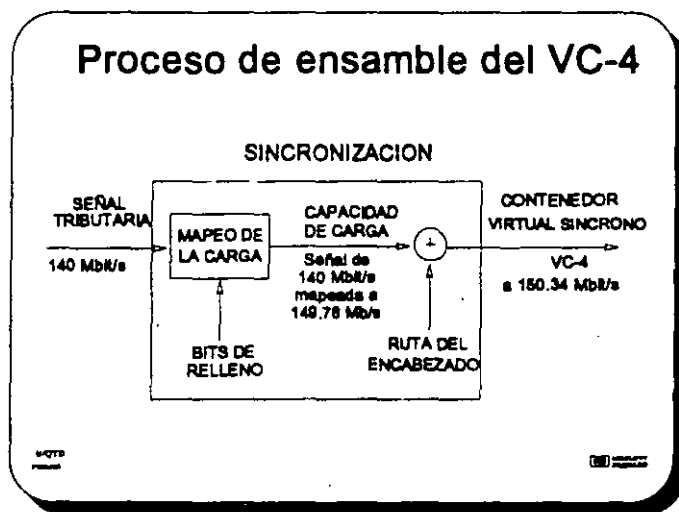 Proceso de ensamble del VC-4
SINCRONIZACION
SEÑAL
TRIBUTARIA
140 Mbit/s
MAPEO DE
LA CARGA
BITS DE
RELLENO
CAPACIDAD
DE CARGA
Señal de
140 Mbit/s
mapeada a
149.76 Mb/s
+
RUTA DEL
ENCABEZADO
CONTENEDOR
VIRTUAL SINCRONO
VC-4
a 150.34 Mbit/s